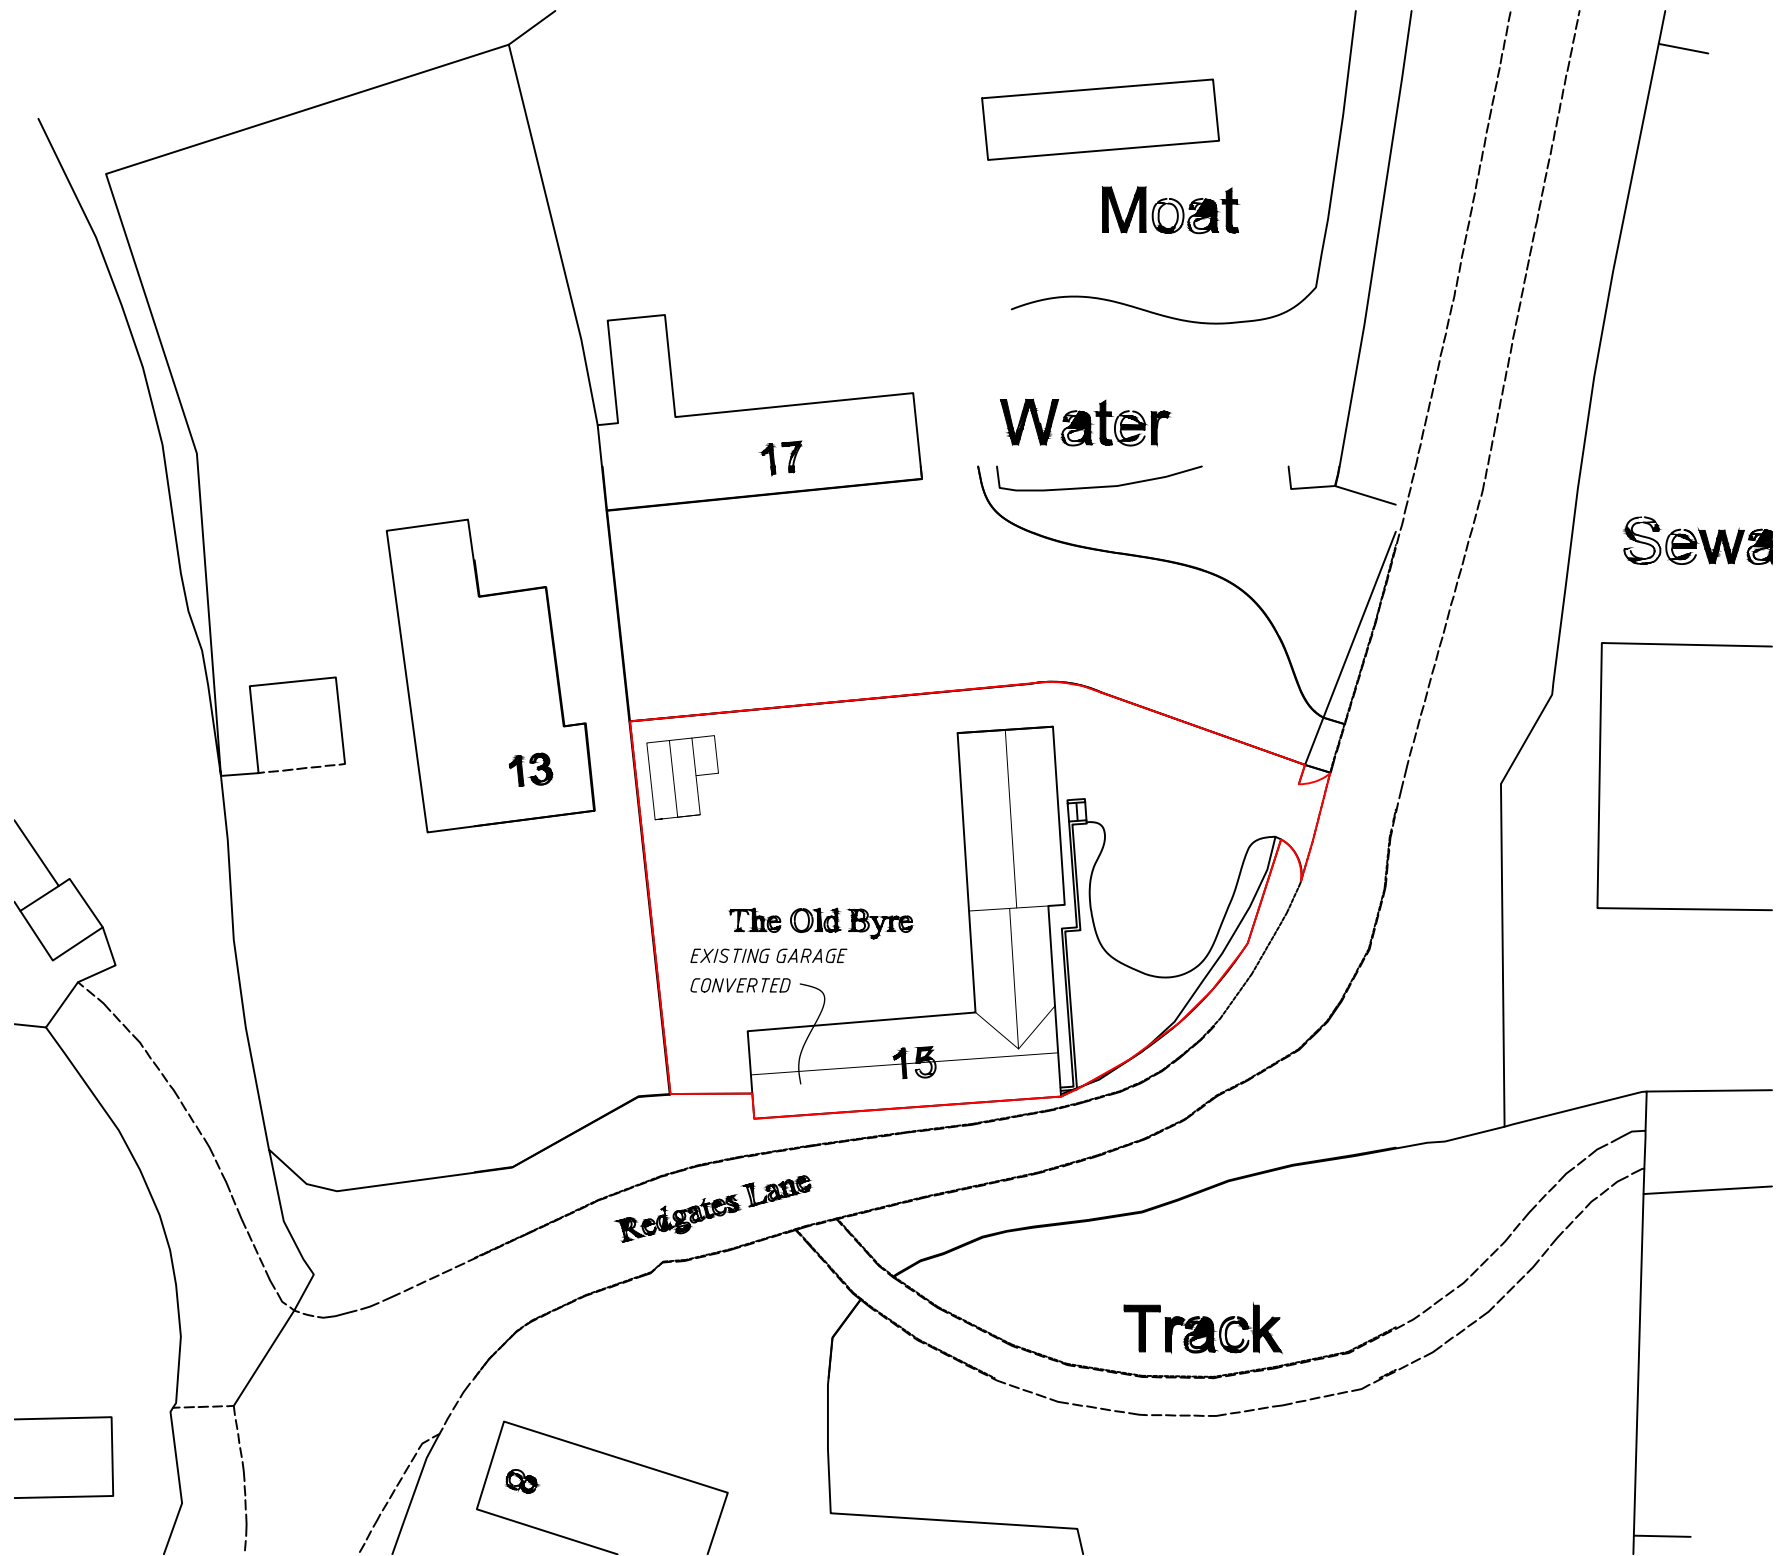 Moat
Water
17
Sewa
13
The Old Byre
EXISTING GARAGE
CONVERTED
15
Redgates Lane
Track
8